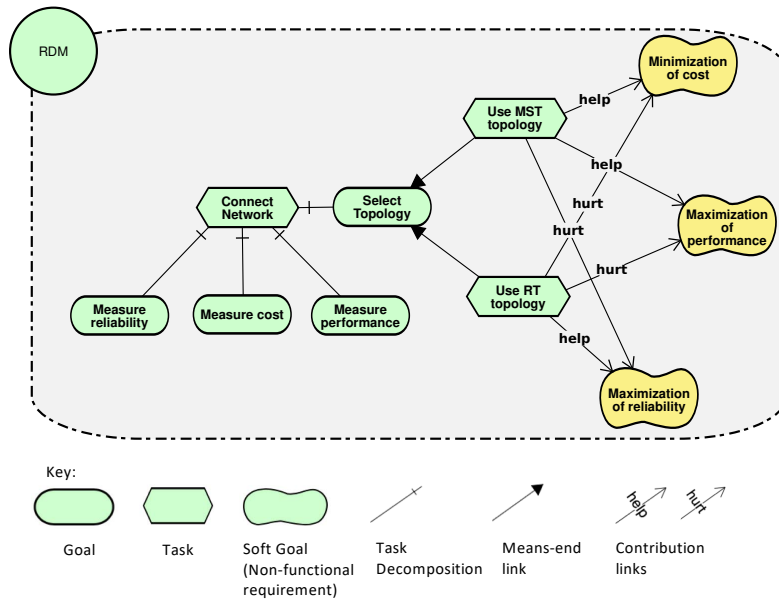 RDM
Minimization
of cost
help
Use MST
topology
help
Connect
Network
Select
Topology
hurt
Maximization
of
performance
hurt
hurt
Use RT
topology
Measure
reliability
Measure cost
Measure
performance
help
Maximization
of reliability
Key:
help
hurt
Goal
Task
Soft Goal
(Non-functional
requirement)
Task
Decomposition
Means-end
link
Contribution
links